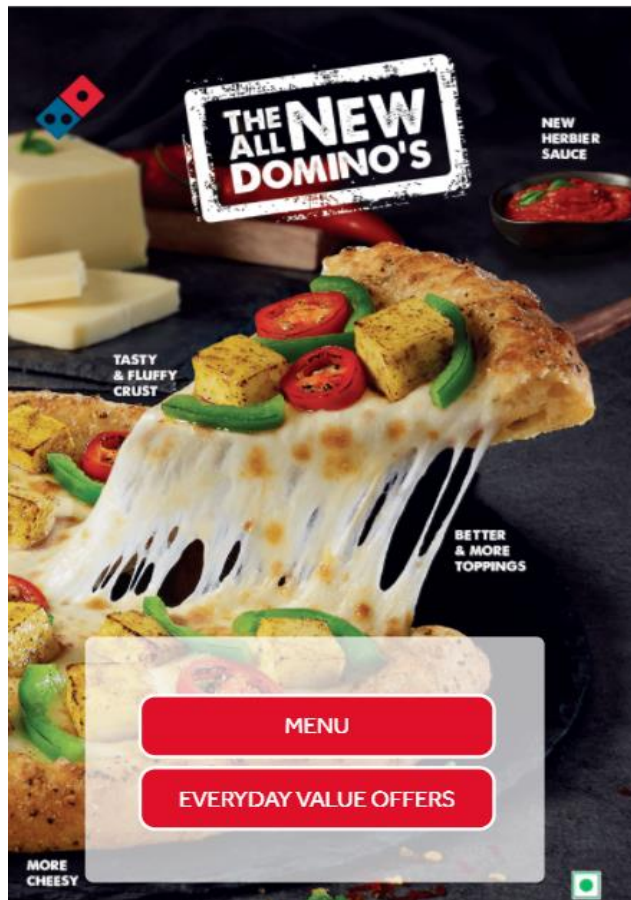 THE
ALL NEW
DOMINO'S
NEW
HERBIER
SAUCE
TASTY
& FLUFFY
CRUST
BETTER
& MORE
TOPPINGS
MENU
EVERYDAY VALUE OFFERS
MORE
CHEESY